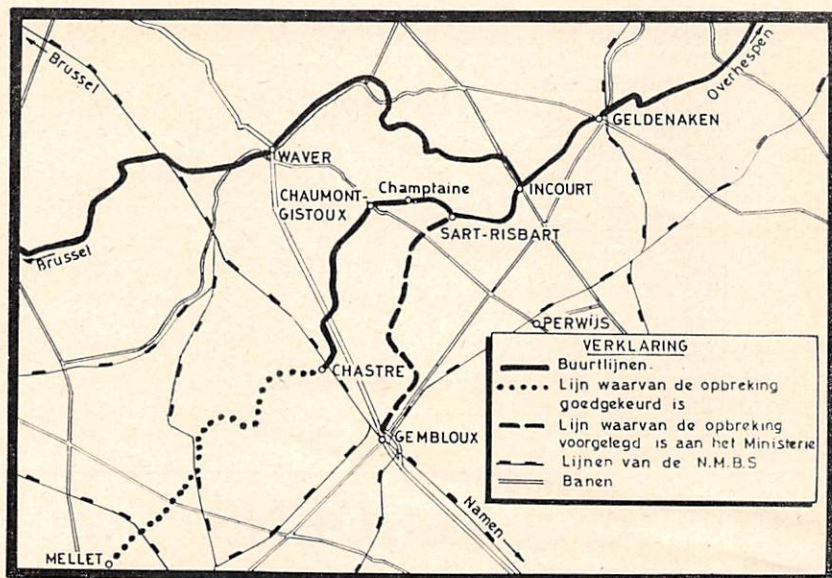 Brussel
Overhespen
GELDENAKEN
WAVER
CHAUMONT-
GISTOUX
Champtaine
INCOURT
SART-RISBART
Brussel
PERWIJS
CHASTRE
GEMBLOUX
Namen
MELLET
VERKLARING
Buurtlijnen.
Lijn waarvan de opbreking
goedgekeurd is
Lijn waarvan de opbreking
voorgelegd is aan het Ministerie
Lijnen van de N.M.B.S
Banen